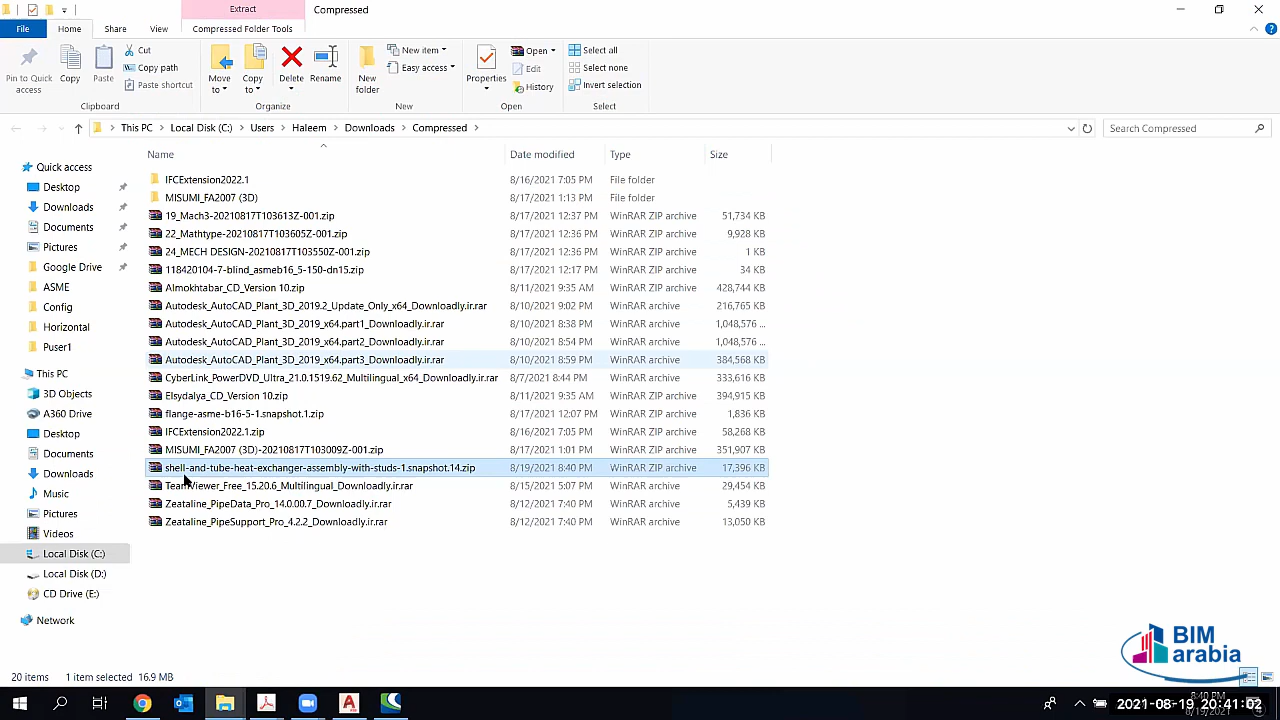 Extract
Compressed
File
Home
Share
View
Compressed Folder Tools
Pin to Quick access
Copy
Paste
Cut
Copy path
Paste shortcut
Clipboard
Move to
Copy to
Delete
Rename
Organize
New folder
New item
Easy access
New
Properties
Open
Edit
History
Open
Select all
Select none
Invert selection
Select
This PC > Local Disk (C:) > Users > Haleem > Downloads > Compressed >
Search Compressed
Quick access
Desktop
Downloads
Documents
Pictures
Google Drive
ASME
Config
Horizontal
Puser1
This PC
3D Objects
A360 Drive
Desktop
Documents
Downloads
Music
Pictures
Videos
Local Disk (C:)
Local Disk (D:)
CD Drive (E:)
Network
Name Date modified Type Size
IFCExtension2022.1 8/16/2021 7:05 PM File folder
MISUMI_FA2007 (3D) 8/17/2021 1:13 PM File folder
19_Mach3-20210817T103613Z-001.zip 8/17/2021 12:37 PM WinRAR ZIP archive 51,734 KB
22_Mathtype-20210817T103605Z-001.zip 8/17/2021 12:36 PM WinRAR ZIP archive 9,928 KB
24_MECH DESIGN-20210817T103550Z-001.zip 8/17/2021 12:36 PM WinRAR ZIP archive 1 KB
118420104-7-blind_asmeb16_5-150-dn15.zip 8/17/2021 12:17 PM WinRAR ZIP archive 34 KB
Almokhtabar_CD_Version 10.zip 8/11/2021 9:35 AM WinRAR ZIP archive 428,744 KB
Autodesk_AutoCAD_Plant_3D_2019.2_Update_Only_x64_Downloadly.ir.rar 8/10/2021 9:02 PM WinRAR archive 216,765 KB
Autodesk_AutoCAD_Plant_3D_2019_x64.part1_Downloadly.ir.rar 8/10/2021 8:38 PM WinRAR archive 1,048,576 ...
Autodesk_AutoCAD_Plant_3D_2019_x64.part2_Downloadly.ir.rar 8/10/2021 8:54 PM WinRAR archive 1,048,576 ...
Autodesk_AutoCAD_Plant_3D_2019_x64.part3_Downloadly.ir.rar 8/10/2021 8:59 PM WinRAR archive 384,568 KB
CyberLink_PowerDVD_Ultra_21.0.1519.62_Multilingual_x64_Downloadly.ir.rar 8/7/2021 8:44 PM WinRAR archive 333,616 KB
Elsydalya_CD_Version 10.zip 8/11/2021 9:35 AM WinRAR ZIP archive 394,915 KB
flange-asme-b16-5-1.snapshot.1.zip 8/17/2021 12:07 PM WinRAR ZIP archive 1,836 KB
IFCExtension2022.1.zip 8/16/2021 7:05 PM WinRAR ZIP archive 58,268 KB
MISUMI_FA2007 (3D)-20210817T103009Z-001.zip 8/17/2021 1:01 PM WinRAR ZIP archive 351,907 KB
shell-and-tube-heat-exchanger-assembly-with-studs-1.snapshot.14.zip 8/19/2021 8:40 PM WinRAR ZIP archive 17,396 KB
TeamViewer_Free_15.20.6_Multilingual_Downloadly.ir.rar 8/15/2021 5:07 PM WinRAR archive 29,454 KB
Zeataline_PipeData_Pro_14.0.00.7_Downloadly.ir.rar 8/12/2021 7:40 PM WinRAR archive 5,439 KB
Zeataline_PipeSupport_Pro_4.2.2_Downloadly.ir.rar 8/12/2021 7:40 PM WinRAR archive 13,050 KB
BIM
arabia
20 items 1 item selected 16.9 MB
8:40 PM
2021-08-19 20:41:02
8/19/2021